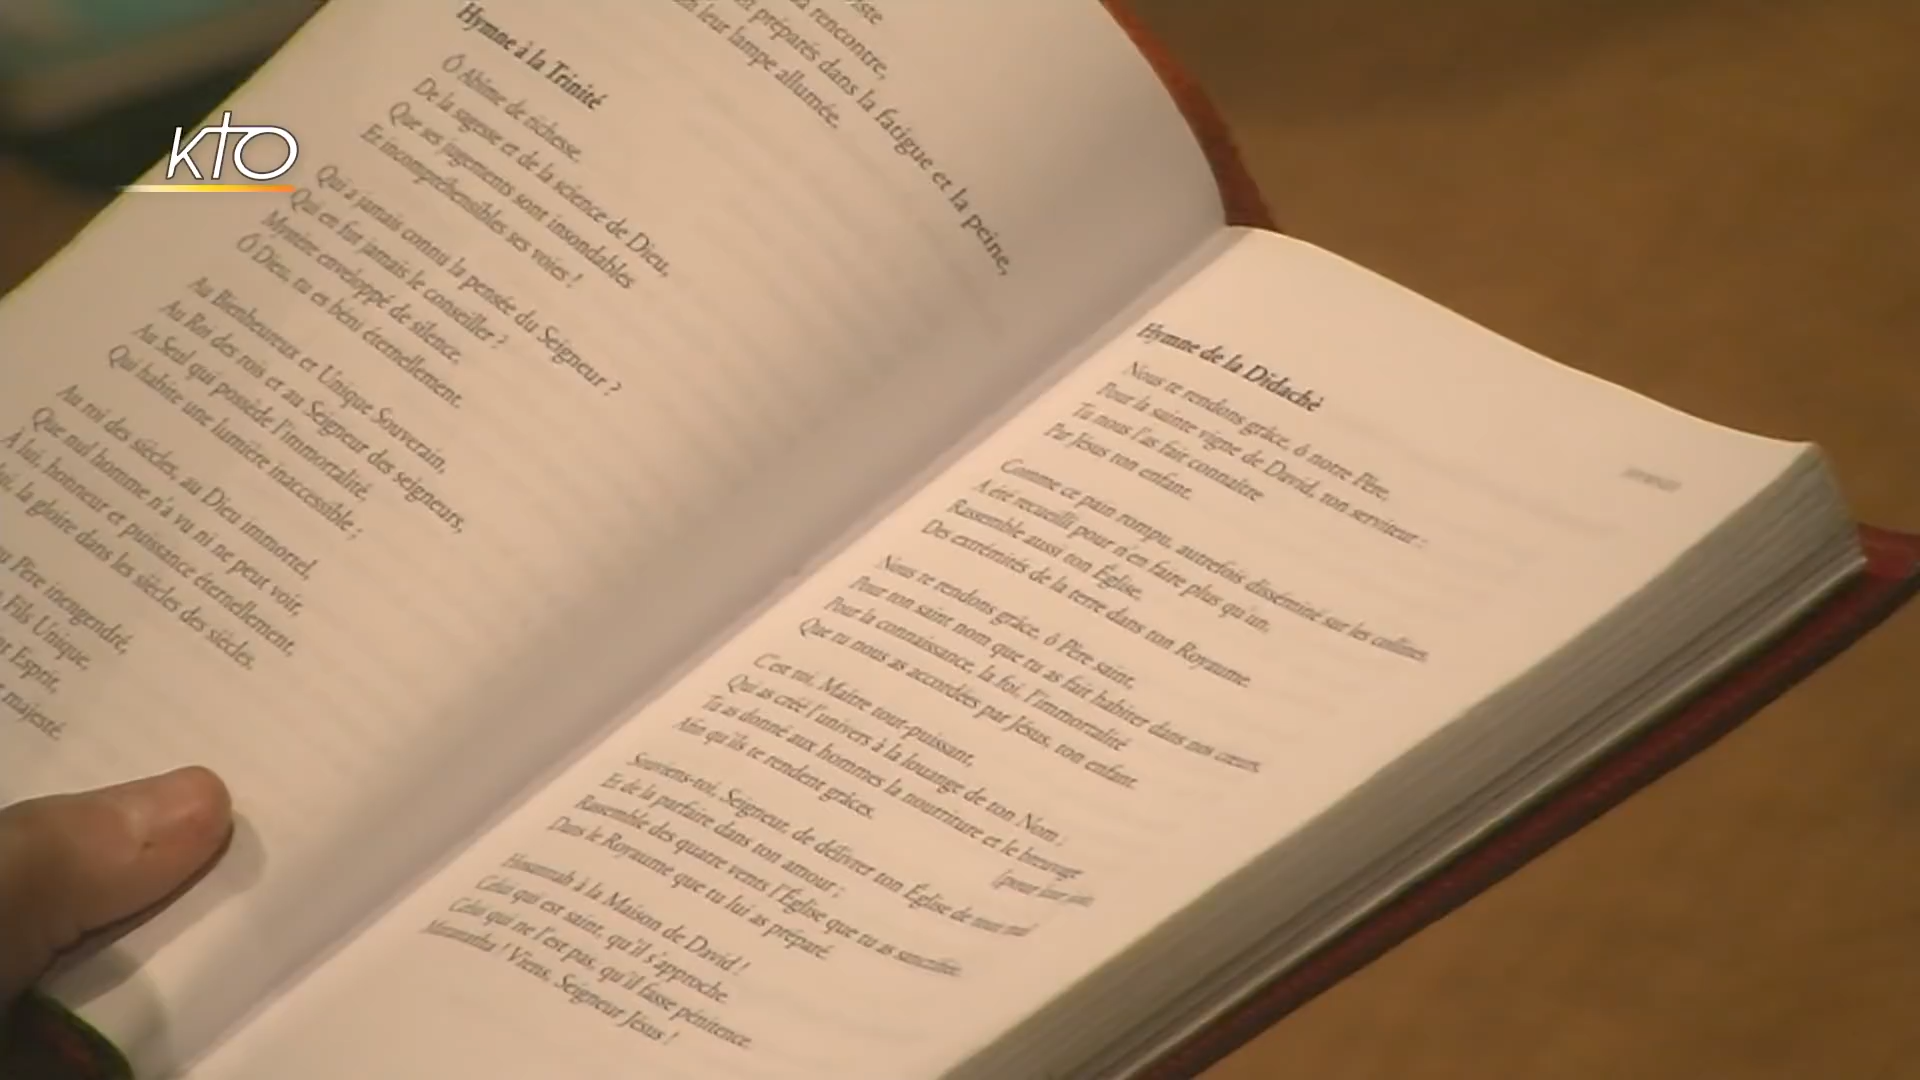 KTO
rencontre,
préparés dans la fatigue et la peine,
leur lampe allumée.
Hymne à la Trinité
Ô Abîme de richesse,
De la sagesse et de la science de Dieu,
Que ses jugements sont insondables
Et incompréhensibles ses voies !
Qui a jamais connu la pensée du Seigneur ?
Qui en fut jamais le conseiller ?
Mystère enveloppé de silence,
Ô Dieu, tu es béni éternellement.
Au Bienheureux et Unique Souverain,
Au Roi des rois et au Seigneur des seigneurs,
Au Seul qui possède l'immortalité,
Qui habite une lumière inaccessible ;
Au roi des siècles, au Dieu immortel,
Que nul homme n'a vu ni ne peut voir,
À lui, honneur et puissance éternellement,
la gloire dans les siècles des siècles.
Père inengendré,
Fils Unique,
Esprit,
majesté.
Hymne de la Didachè
Nous te rendons grâce, ô notre Père,
Pour la sainte vigne de David, ton serviteur :
Tu nous l'as fait connaître
Par Jésus ton enfant.
Comme ce pain rompu, autrefois disséminé sur les collines,
A été recueilli pour n'en faire plus qu'un,
Rassemble aussi ton Église,
Des extrémités de la terre dans ton Royaume.
Nous te rendons grâce, ô Père saint,
Pour ton saint nom que tu as fait habiter dans nos cœurs,
Pour la connaissance, la foi, l'immortalité
Que tu nous as accordées par Jésus, ton enfant.
C'est toi, Maître tout-puissant,
Qui as créé l'univers à la louange de ton Nom ;
Tu as donné aux hommes la nourriture et le breuvage
[pour leur joie,
Afin qu'ils te rendent grâces.
Souviens-toi, Seigneur, de délivrer ton Église de tout mal
Et de la parfaire dans ton amour ;
Rassemble des quatre vents l'Église que tu as sanctifiée
Dans le Royaume que tu lui as préparé.
Hosannah à la Maison de David !
Celui qui est saint, qu'il s'approche.
Celui qui ne l'est pas, qu'il fasse pénitence.
Maranatha ! Viens, Seigneur Jésus !